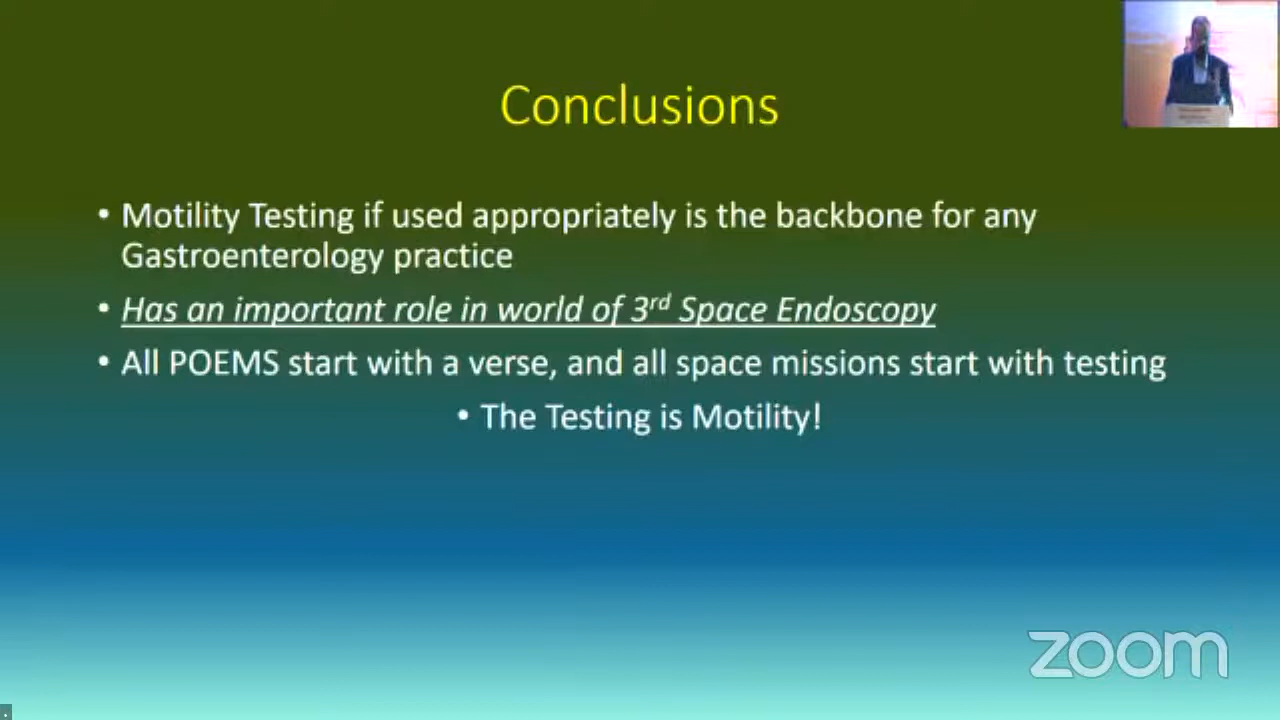 Conclusions
• Motility Testing if used appropriately is the backbone for any
Gastroenterology practice
• Has an important role in world of 3rd Space Endoscopy
• All POEMS start with a verse, and all space missions start with testing
• The Testing is Motility!
zoom